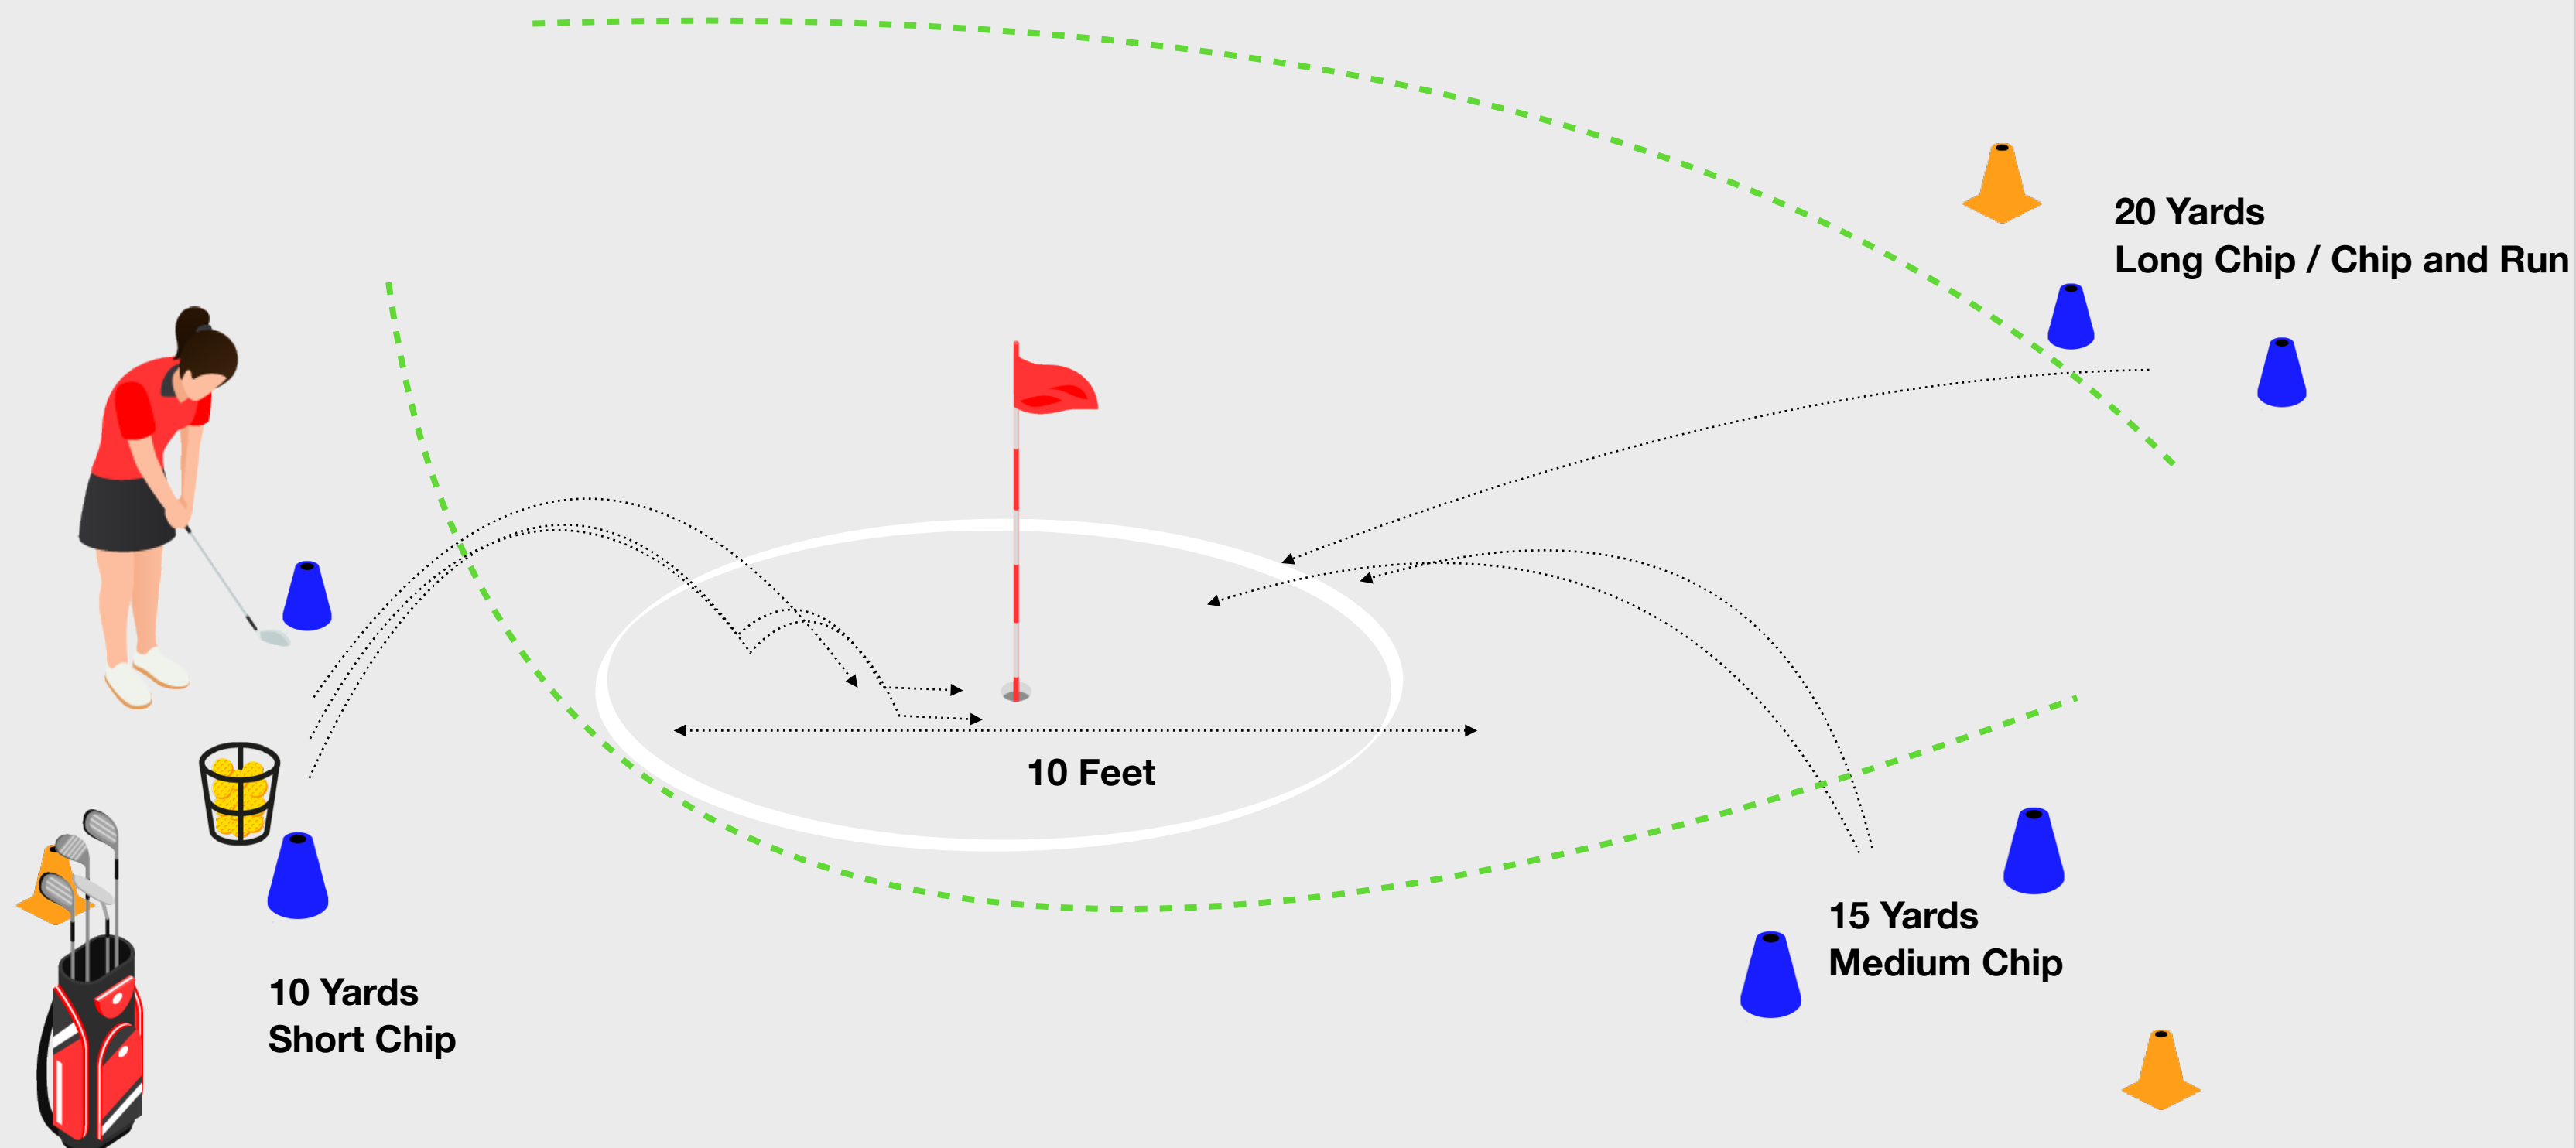 20 Yards
Long Chip / Chip and Run
10 Feet
15 Yards
Medium Chip
10 Yards
Short Chip